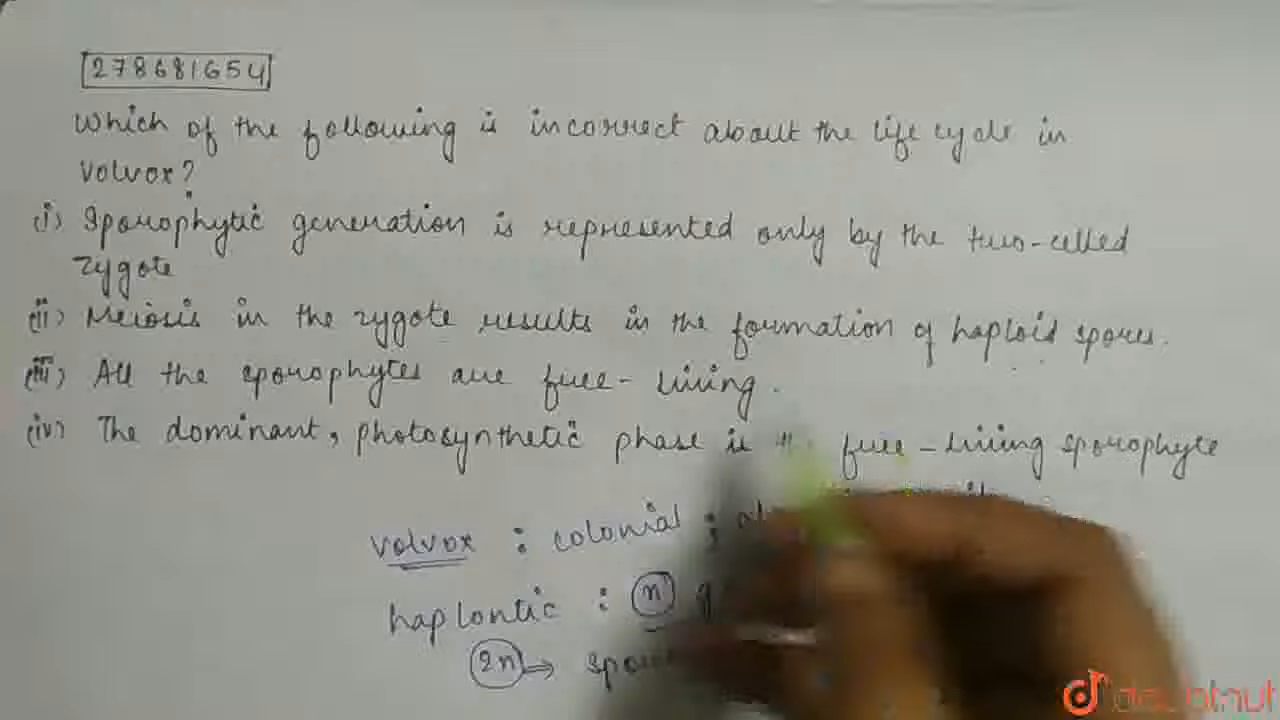 278681654
Which of the following is incorrect about the life cycle in
Volvox?
(i) Sporophytic generation is represented only by the two-celled
zygote
(ii) Meiosis in the zygote results in the formation of haploid spores.
(iii) All the sporophytes are free-living.
(iv) The dominant, photosynthetic phase is free-living sporophyte
volvox : colonial ;
haplontic : n
2n →
doubtnut